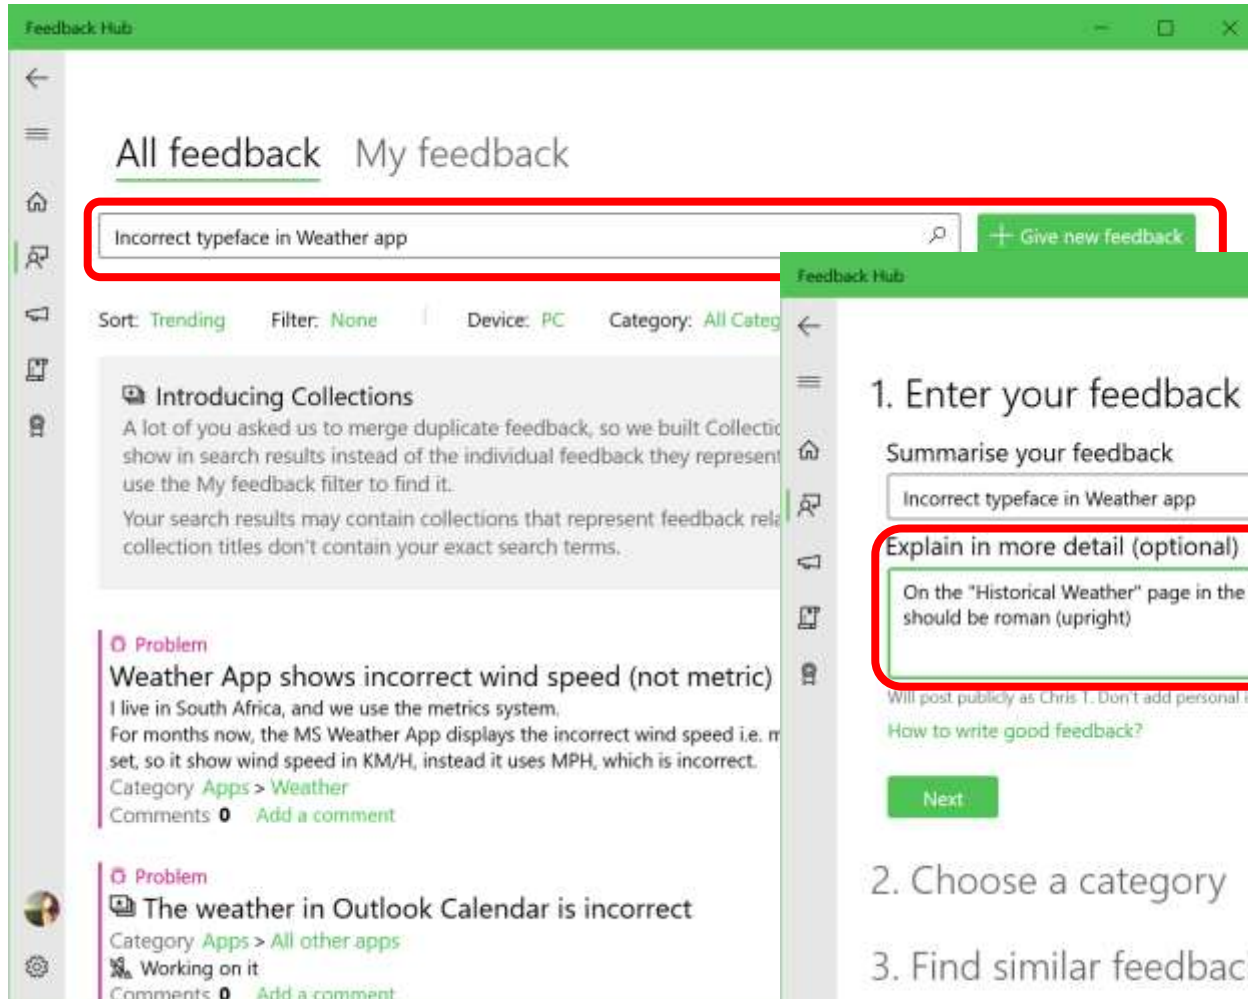 Feedback Hub
All feedback My feedback
Incorrect typeface in Weather app
Give new feedback
Sort: Trending Filter: None Device: PC Category: All Categ
Introducing Collections
A lot of you asked us to merge duplicate feedback, so we built Collectio
show in search results instead of the individual feedback they represent
use the My feedback filter to find it.
Your search results may contain collections that represent feedback rela
collection titles don't contain your exact search terms.
Problem
Weather App shows incorrect wind speed (not metric)
I live in South Africa, and we use the metrics system.
For months now, the MS Weather App displays the incorrect wind speed i.e. m
set, so it show wind speed in KM/H, instead it uses MPH, which is incorrect.
Category Apps > Weather
Comments 0 Add a comment
Problem
The weather in Outlook Calendar is incorrect
Category Apps > All other apps
Working on it
Comments 0 Add a comment
Feedback Hub
1. Enter your feedback
Summarise your feedback
Incorrect typeface in Weather app
Explain in more detail (optional)
On the "Historical Weather" page in the
should be roman (upright)
Will post publicly as Chris T. Don't add personal i
How to write good feedback?
Next
2. Choose a category
3. Find similar feedbac